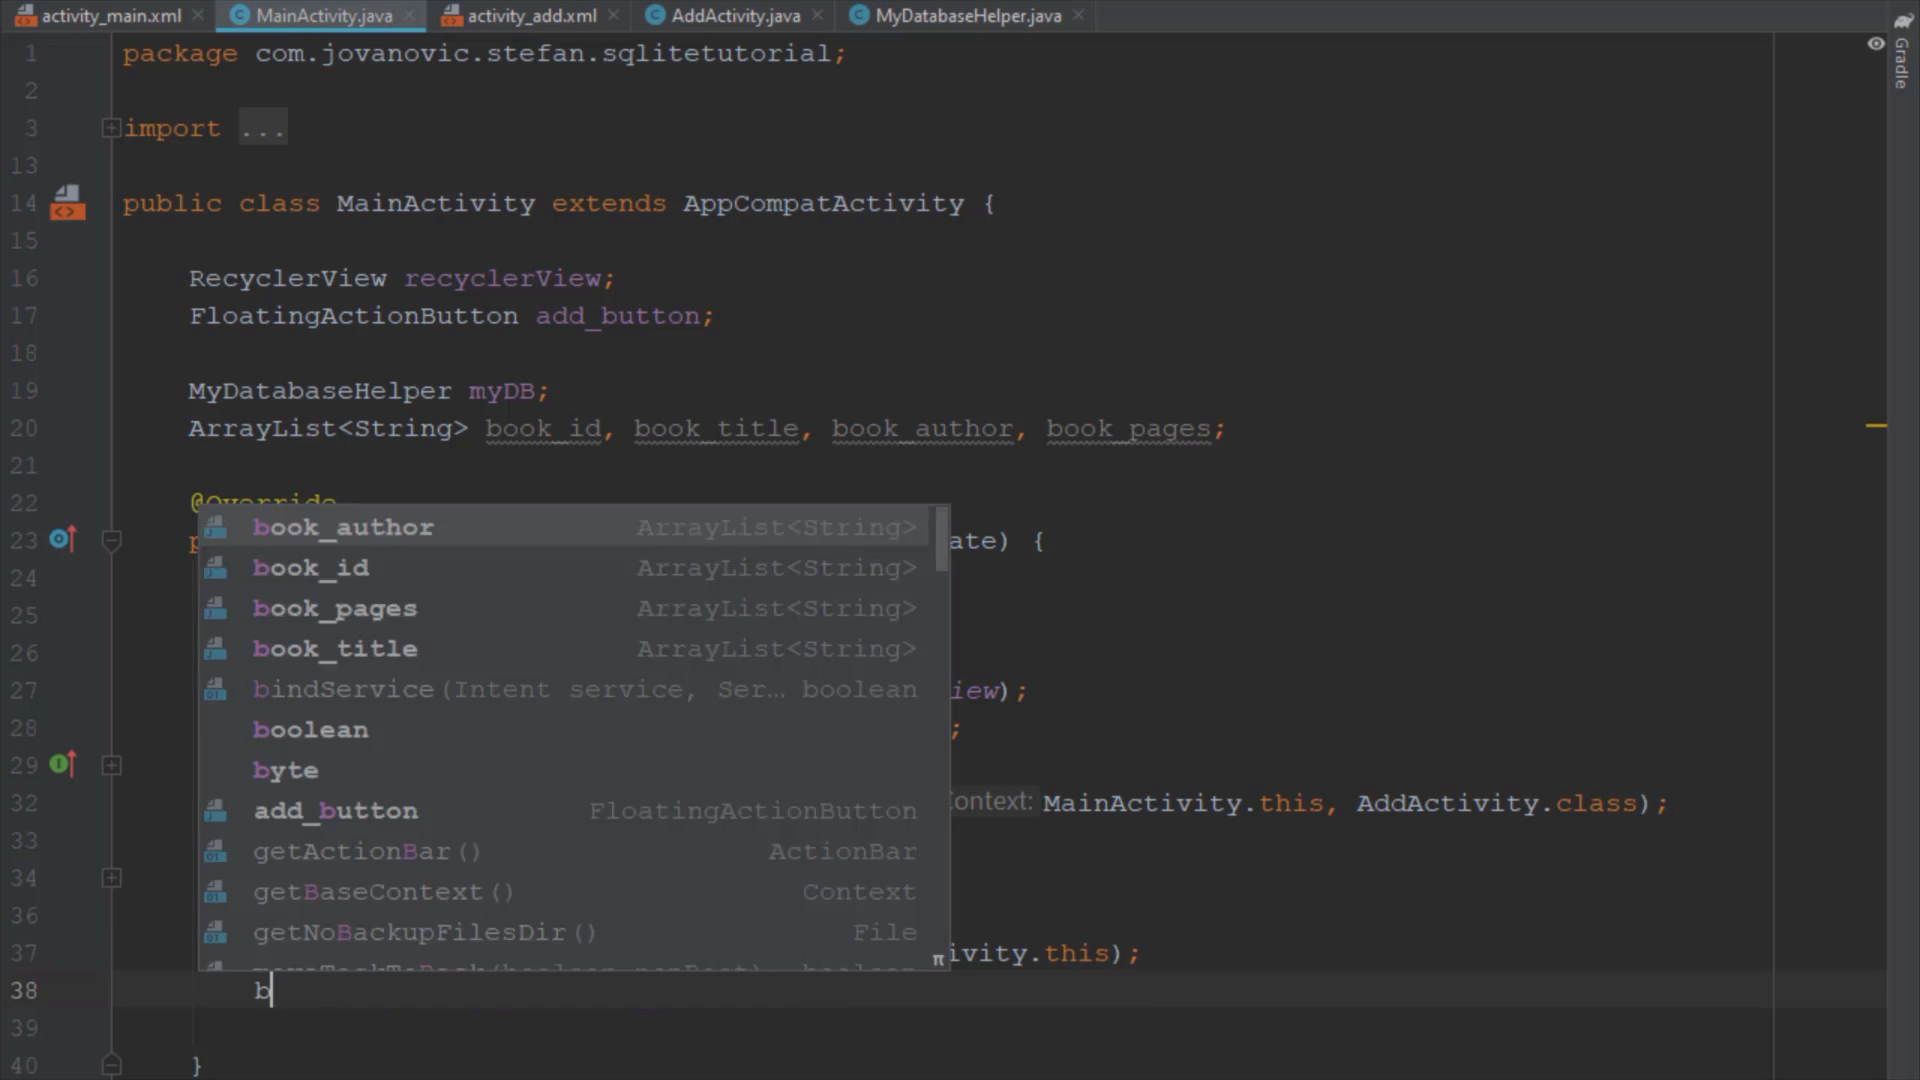 activity_main.xml MainActivity.java activity_add.xml AddActivity.java MyDatabaseHelper.java
Gradle
1 package com.jovanovic.stefan.sqlitetutorial;
2
3 import ...
13
14 public class MainActivity extends AppCompatActivity {
15
16 RecyclerView recyclerView;
17 FloatingActionButton add_button;
18
19 MyDatabaseHelper myDB;
20 ArrayList<String> book_id, book_title, book_author, book_pages;
21
22 @Override
book_author ArrayList<String>
23 p ate) {
book_id ArrayList<String>
24
book_pages ArrayList<String>
25
book_title ArrayList<String>
26
bindService(Intent service, Ser... boolean
27 iew);
boolean
28 ;
byte
29
add_button FloatingActionButton
32 ontext: MainActivity.this, AddActivity.class);
getActionBar() ActionBar
33
getBaseContext() Context
34
getNoBackupFilesDir() File
36
37 ivity.this);
π
38 b
39
40 }